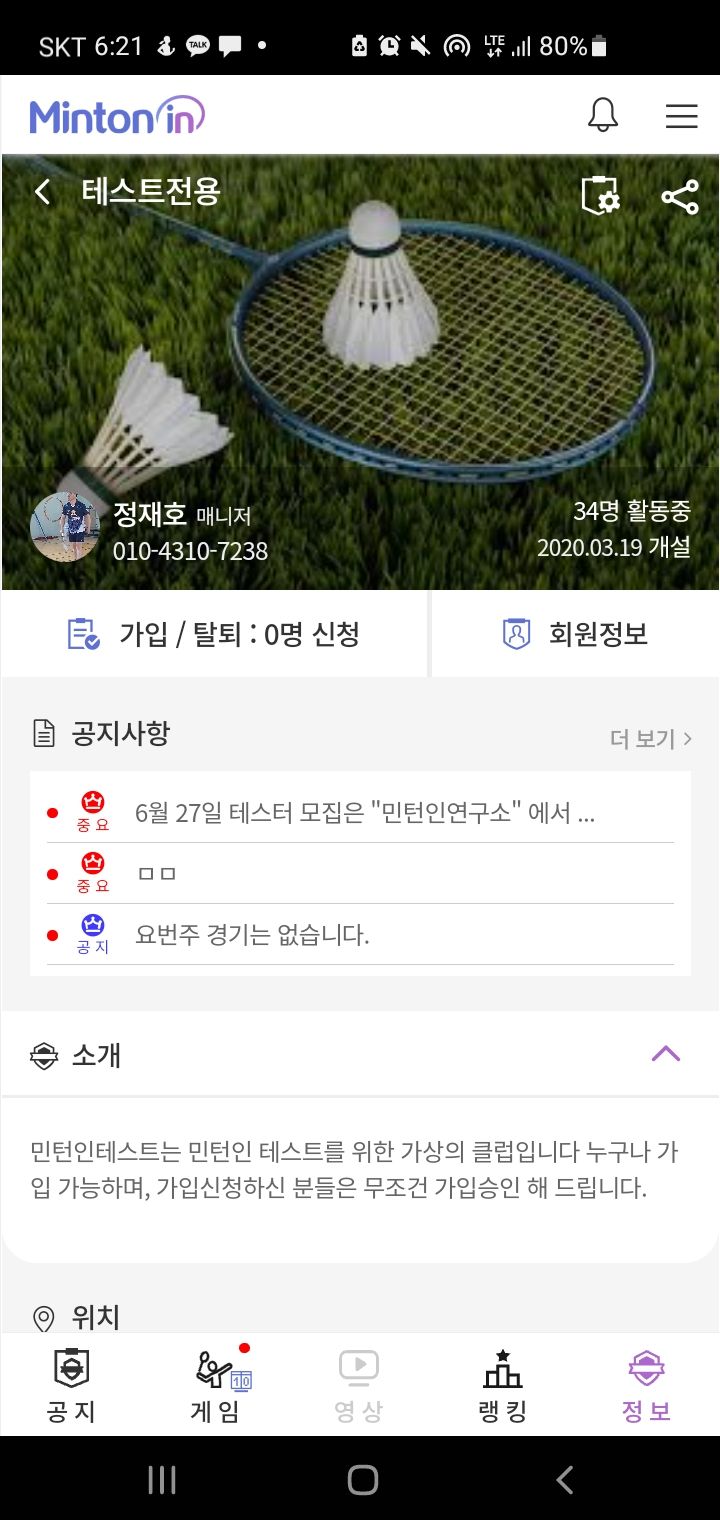 SKT 6:21 TALK LTE 80%
Minton in
테스트전용
정재호 매니저
010-4310-7238
34명 활동중
2020.03.19 개설
가입 / 탈퇴 : 0명 신청
회원정보
공지사항
더 보기
중 요
6월 27일 테스터 모집은 "민턴인연구소" 에서 ...
중 요
ㅁㅁ
공 지
요번주 경기는 없습니다.
소개
민턴인테스트는 민턴인 테스트를 위한 가상의 클럽입니다 누구나 가
입 가능하며, 가입신청하신 분들은 무조건 가입승인 해 드립니다.
위치
1 0
공 지
게 임
영 상
랭 킹
정 보